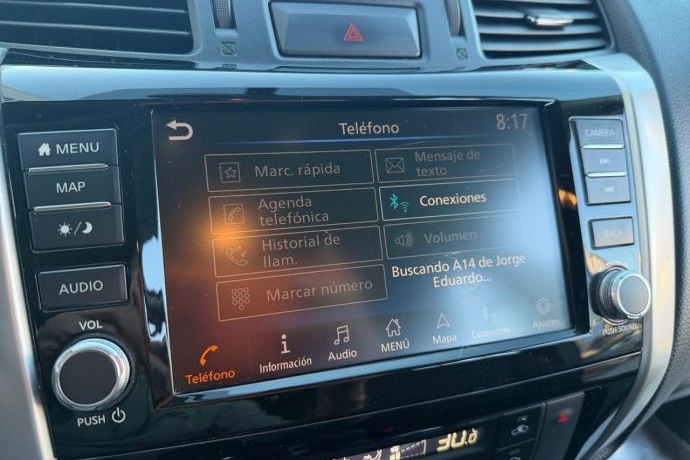 MENU
MAP
AUDIO
VOL
PUSH
Teléfono
8:17
Marc. rápida
Mensaje de
texto
Agenda
telefónica
Conexiones
Historial de
llam.
Volumen
Marcar número
Buscando A14 de Jorge
Eduardo...
Teléfono
Información
Audio
MENÚ
Mapa
Conexiones
Ajustes
CAMERA
BACK
PUSH SOUND
30.0